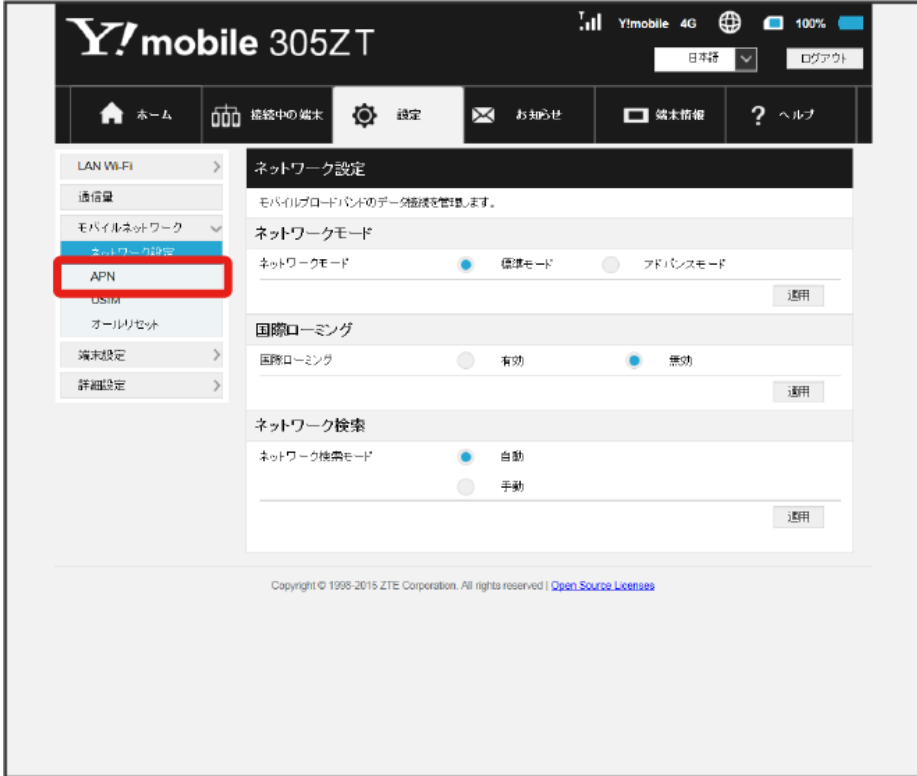 Y! mobile 305ZT
Y!mobile 4G 100%
日本語 ログアウト
ホーム 接続中の端末 設定 お知らせ 端末情報 ? ヘルプ
LAN Wi-Fi
通信量
モバイルネットワーク
ネットワーク設定
APN
USIM
オールリセット
端末設定
詳細設定
ネットワーク設定
モバイルブロードバンドのデータ接続を管理します。
ネットワークモード
ネットワークモード 標準モード アドバンスモード
適用
国際ローミング
国際ローミング 有効 無効
適用
ネットワーク検索
ネットワーク検索モード 自動
手動
適用
Copyright © 1998-2015 ZTE Corporation. All rights reserved | Open Source Licenses